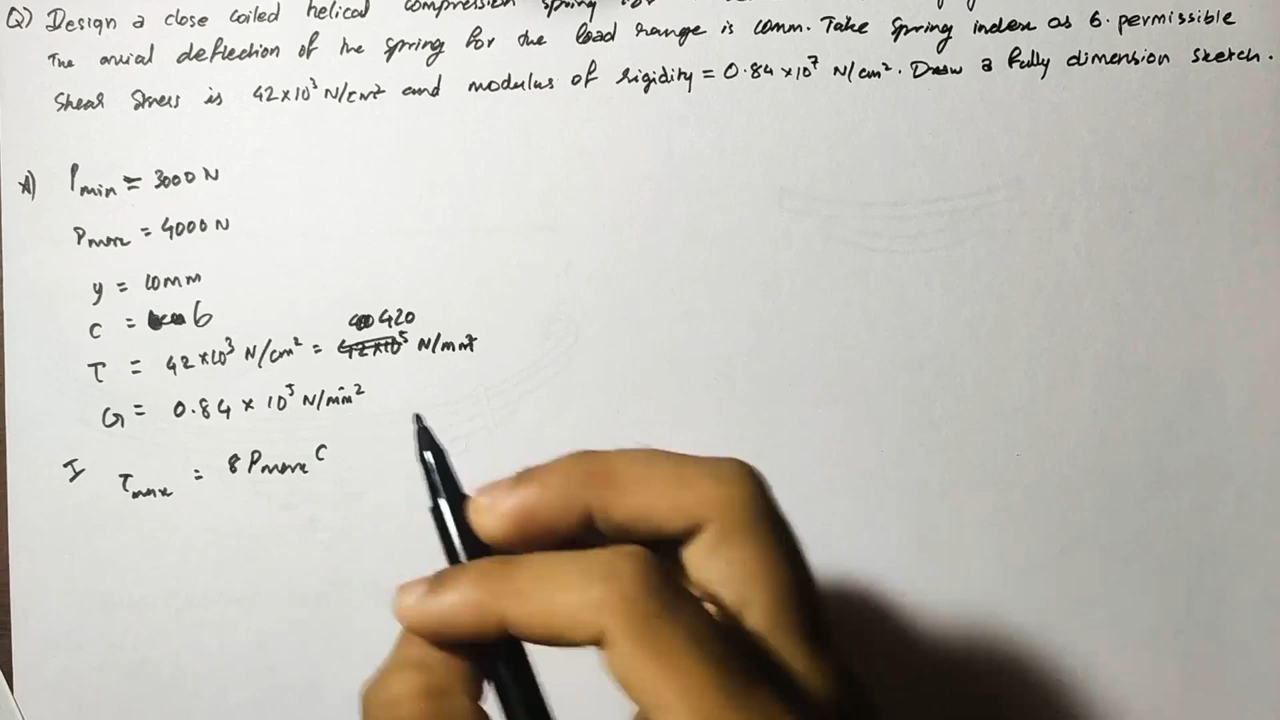 Q) Design a close coiled helical compression spring for
The axial deflection of the spring for the load range is 10mm. Take spring index as 6. permissible
Shear Stress is 42×10³ N/cm² and modulus of rigidity = 0.84×10⁷ N/cm². Draw a fully dimension sketch.
A) Pmin = 3000 N
Pmax = 4000 N
y = 10mm
C = 6
τ = 42×10³ N/cm² = 420 N/mm²
G = 0.84 × 10⁵ N/mm²
I τmax = 8 Pmax C